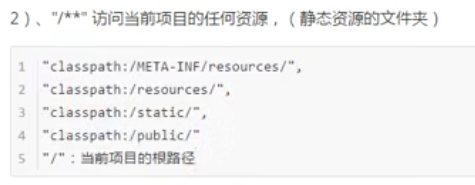 2）、"/**" 访问当前项目的任何资源，（静态资源的文件夹）
1 "classpath:/META-INF/resources/",
2 "classpath:/resources/",
3 "classpath:/static/",
4 "classpath:/public/"
5 "/"：当前项目的根路径